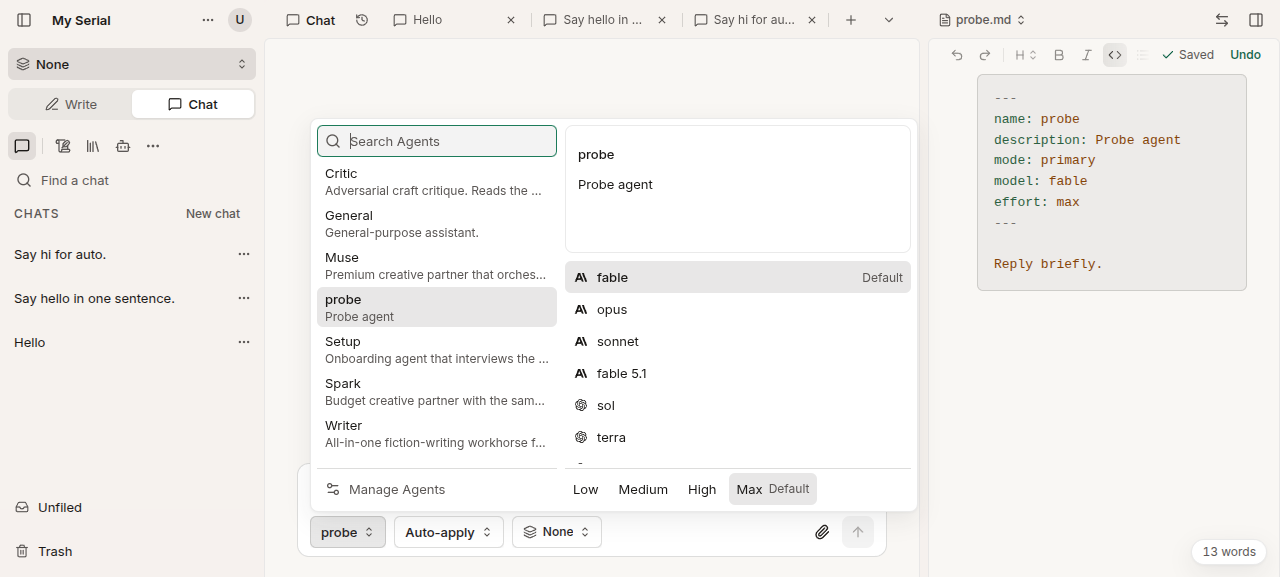 My Serial
U
None
Write
Chat
Find a chat
CHATS
New chat
Say hi for auto.
Say hello in one sentence.
Hello
Unfiled
Trash
Chat
Hello
Say hello in ...
Say hi for au...
Search Agents
Critic
Adversarial craft critique. Reads the ...
General
General-purpose assistant.
Muse
Premium creative partner that orches...
probe
Probe agent
Setup
Onboarding agent that interviews the ...
Spark
Budget creative partner with the sam...
Writer
All-in-one fiction-writing workhorse f...
Manage Agents
probe
Probe agent
fable Default
opus
sonnet
fable 5.1
sol
terra
Low Medium High Max Default
probe
Auto-apply
None
probe.md
H
B
I
Saved
Undo
---
name: probe
description: Probe agent
mode: primary
model: fable
effort: max
---
Reply briefly.
13 words